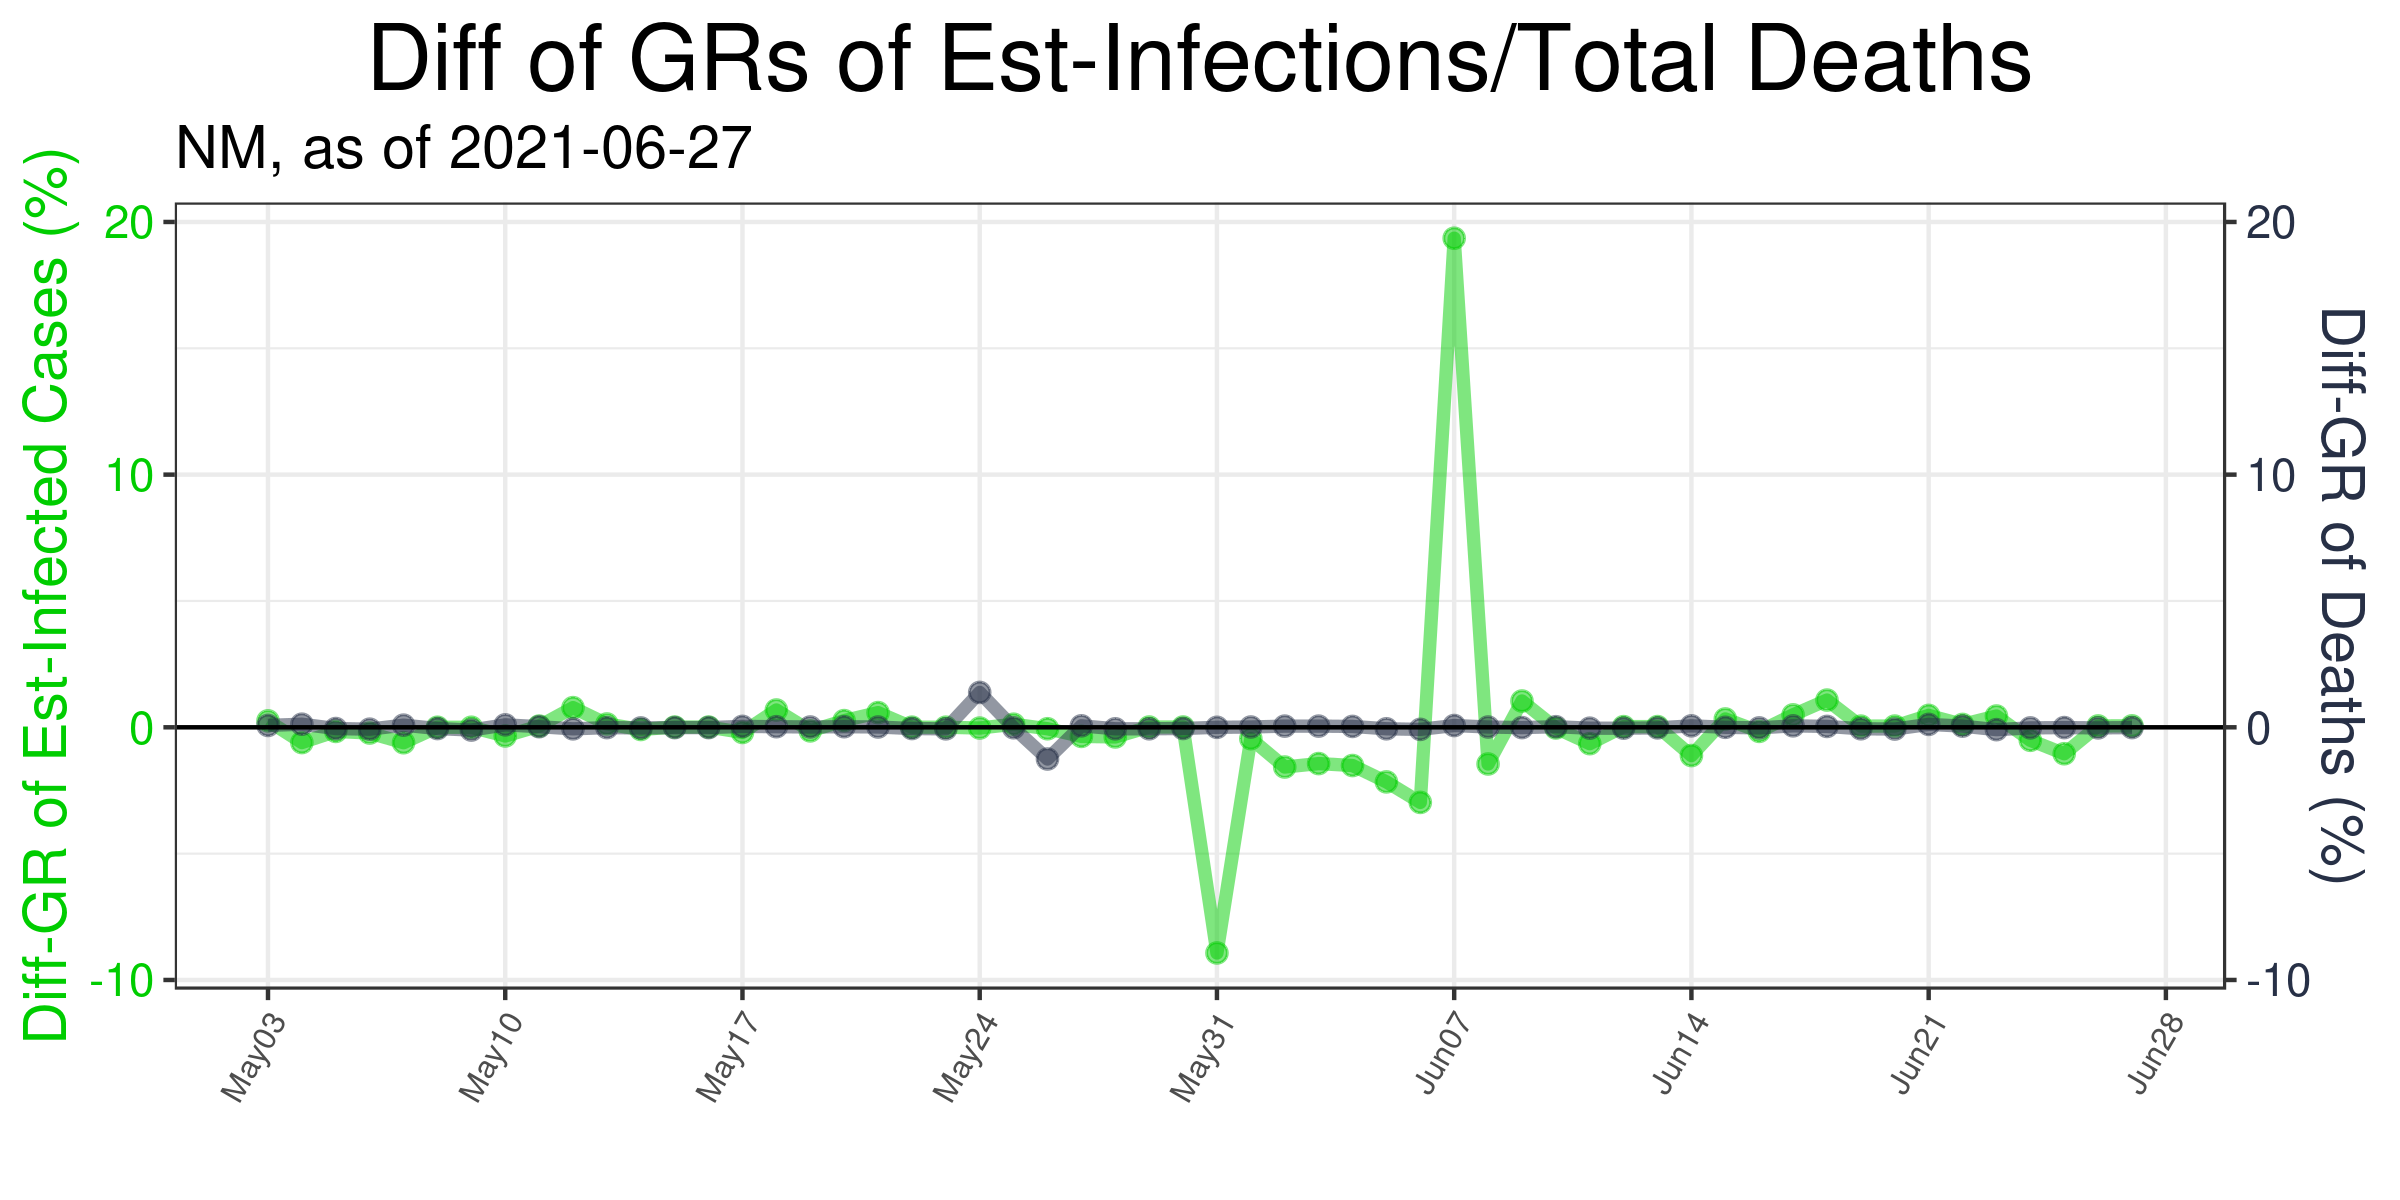 Diff of GRs of Est-Infections/Total Deaths
NM, as of 2021-06-27
Diff-GR of Est-Infected Cases (%)
20
10
0
-10
20
10
0
-10
Diff-GR of Deaths (%)
May03
May10
May17
May24
May31
Jun07
Jun14
Jun21
Jun28